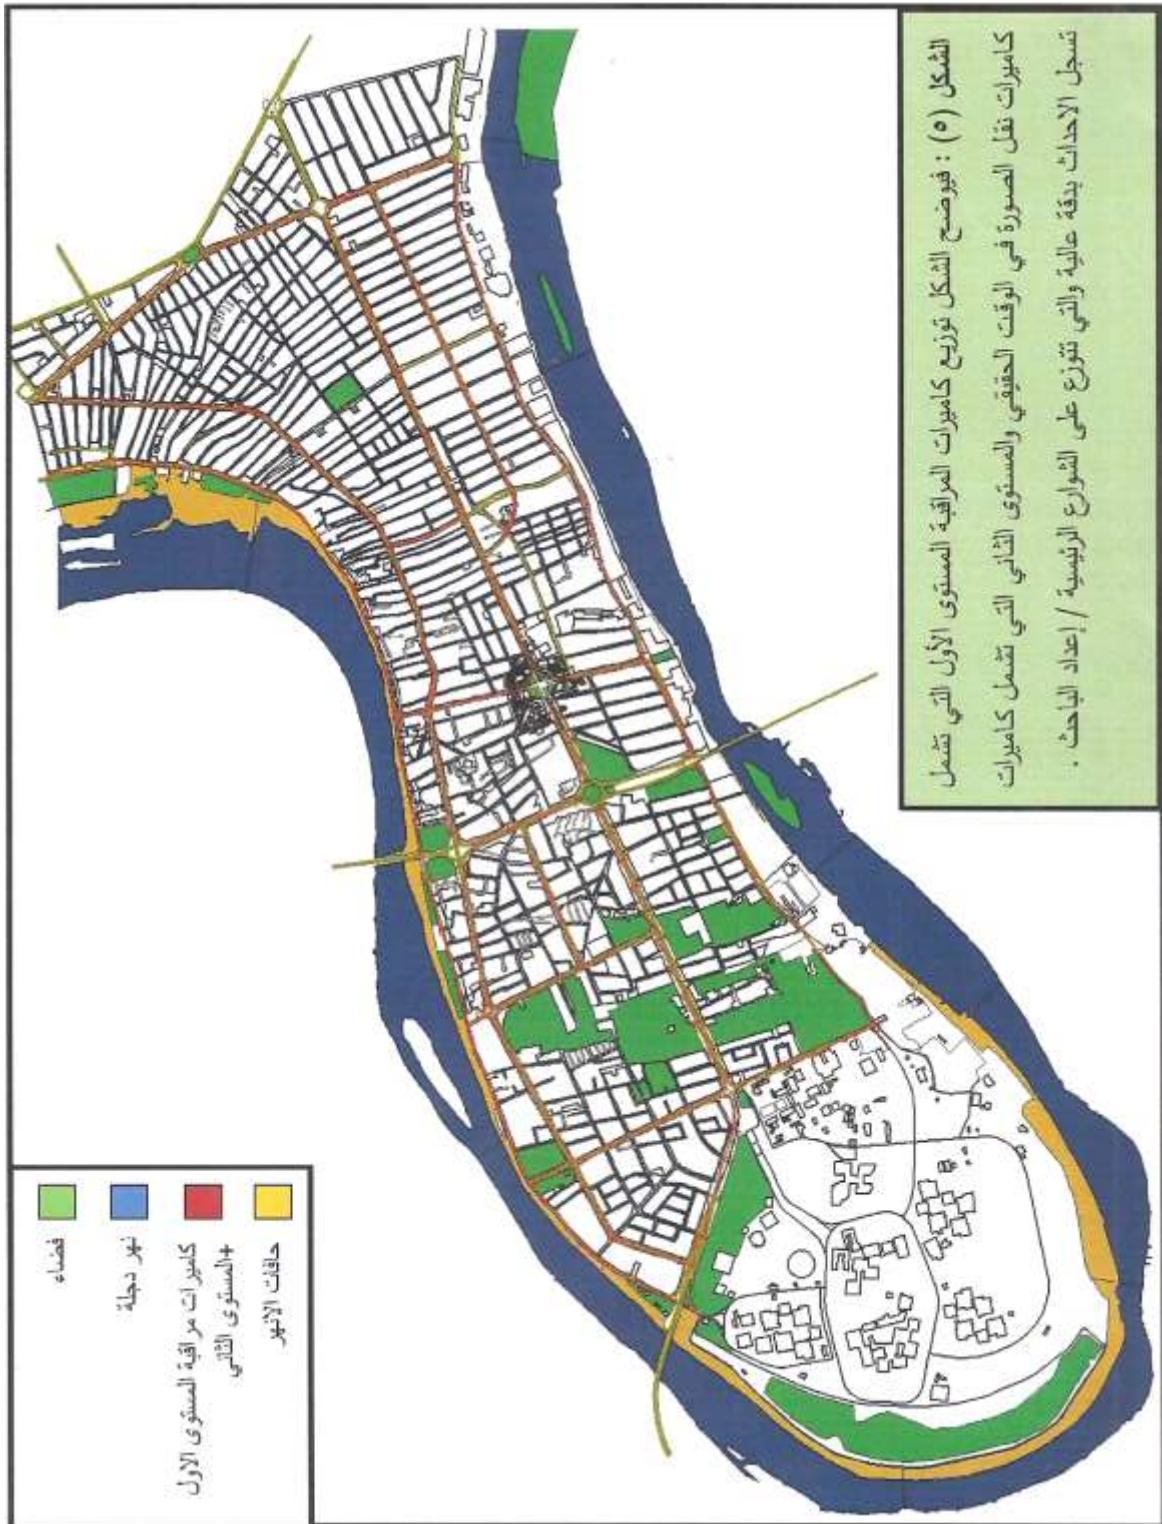 الشكل (٥) : فيوضح الشكل توزيع كاميرات المراقبة المستوى الأول التي تشمل
كاميرات نقل الصورة في الوقت الحقيقي والمستوى الثاني التي تشمل كاميرات
تسجل الاحداث بدقة عالية والتي تتوزع على الشوارع الرئيسية / إعداد الباحث .
حافات الانهر
كاميرات مراقبة المستوى الاول
+المستوى الثاني
نهر دجلة
فضاء